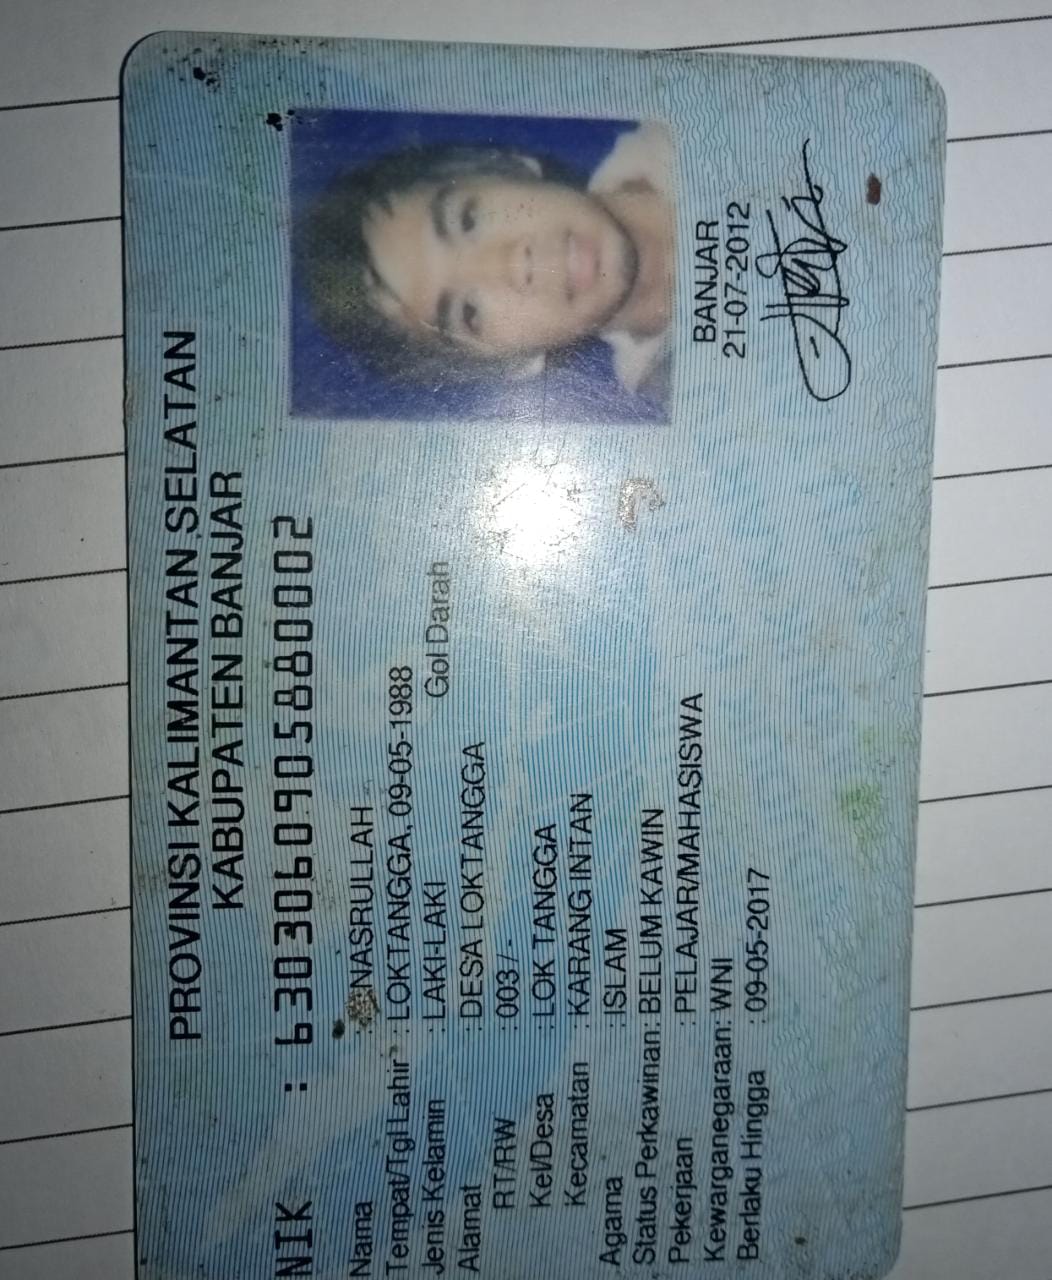 PROVINSI KALIMANTAN SELATAN
KABUPATEN BANJAR
NIK : 6303060905880002
Nama : NASRULLAH
Tempat/Tgl Lahir : LOKTANGGA, 09-05-1988
Jenis Kelamin : LAKI-LAKI Gol Darah
Alamat : DESA LOKTANGGA
RT/RW : 003/-
Kel/Desa : LOK TANGGA
Kecamatan : KARANG INTAN
Agama : ISLAM
Status Perkawinan: BELUM KAWIN
Pekerjaan : PELAJAR/MAHASISWA
Kewarganegaraan: WNI
Berlaku Hingga : 09-05-2017
BANJAR
21-07-2012